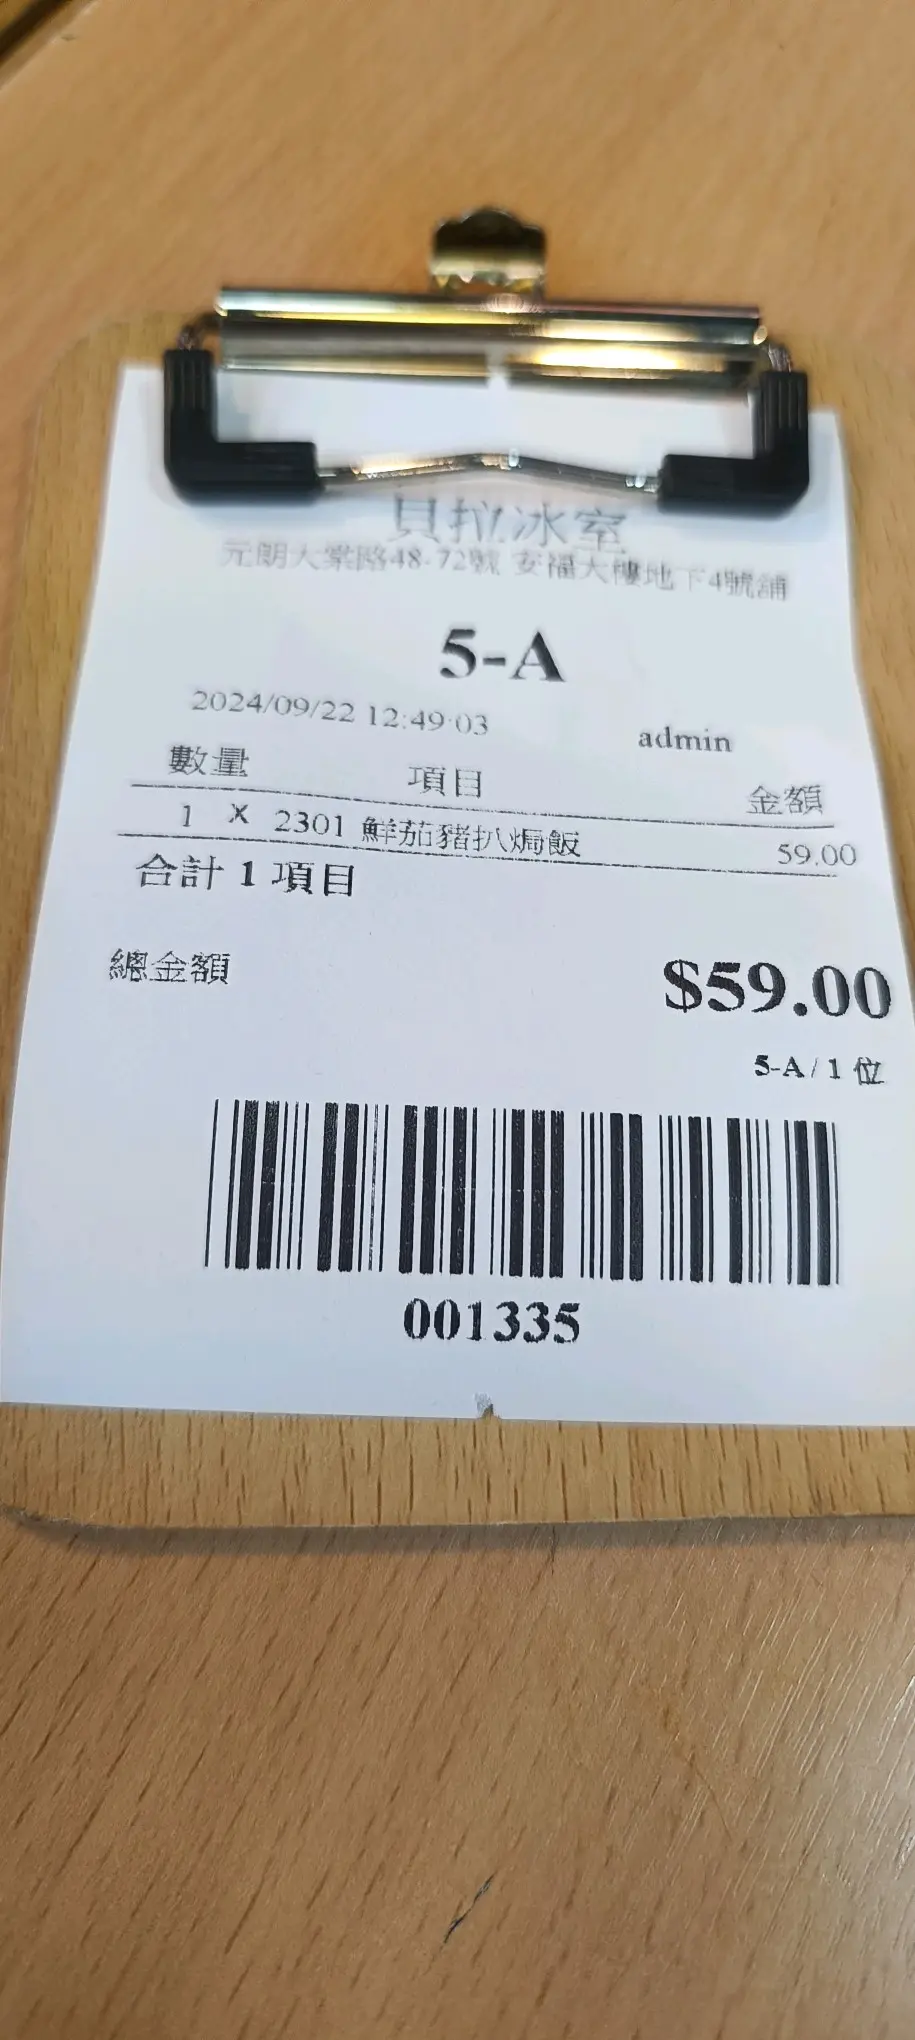 冰室
元朗大棠路48-72號 安福大樓地下4號舖
5-A
2024/09/22 12:49:03 admin
數量 項目 金額
1 X 2301 鮮茄豬扒焗飯 59.00
合計 1 項目
總金額 $59.00
5-A / 1 位
001335